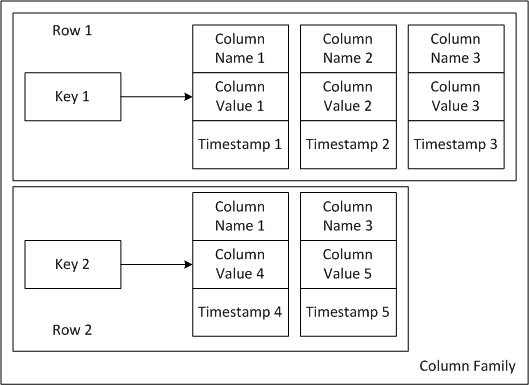 Row 1
Key 1
Column
Name 1
Column
Value 1
Timestamp 1
Column
Name 2
Column
Value 2
Timestamp 2
Column
Name 3
Column
Value 3
Timestamp 3
Key 2
Row 2
Column
Name 1
Column
Value 4
Timestamp 4
Column
Name 3
Column
Value 5
Timestamp 5
Column Family